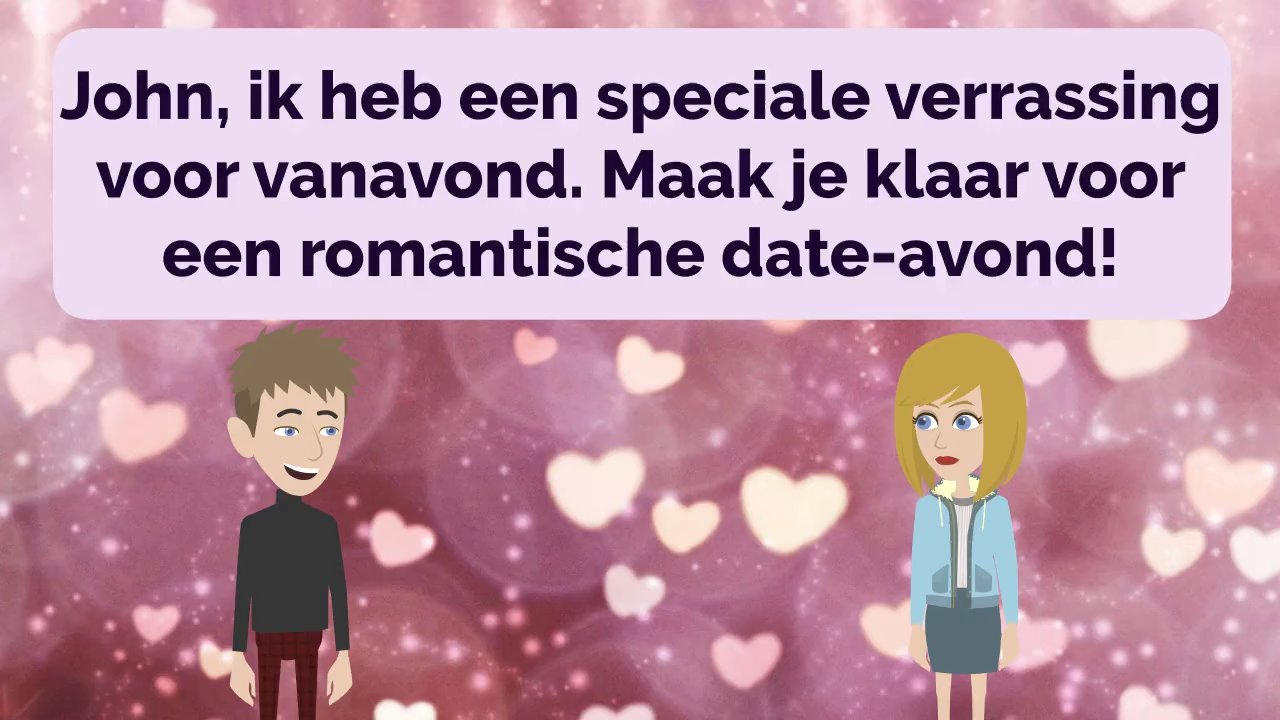 John, ik heb een speciale verrassing
voor vanavond. Maak je klaar voor
een romantische date-avond!